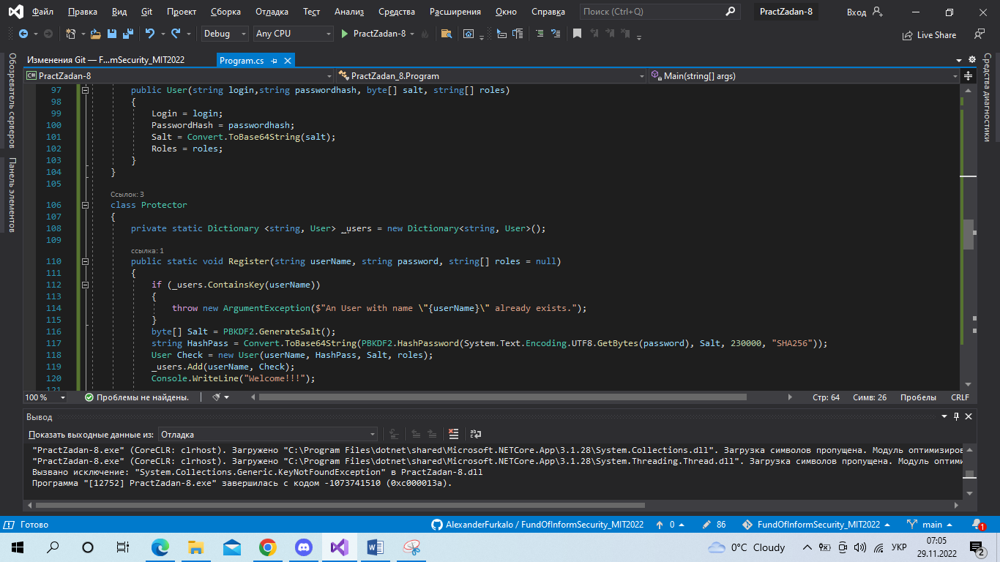 Файл Правка Вид Git Проект Сборка Отладка Тест Анализ Средства Расширения Окно Справка Поиск (Ctrl+Q) PractZadan-8 Вход
Debug Any CPU PractZadan-8 Live Share
Обозреватель серверов
Панель элементов
Средства диагностики
Изменения Git — F...mSecurity_MIT2022 Program.cs
C# PractZadan-8 PractZadan_8.Program Main(string[] args)
97 public User(string login,string passwordhash, byte[] salt, string[] roles)
98 {
99 Login = login;
100 PasswordHash = passwordhash;
101 Salt = Convert.ToBase64String(salt);
102 Roles = roles;
103 }
104 }
105
Ссылок: 3
106 class Protector
107 {
108 private static Dictionary <string, User> _users = new Dictionary<string, User>();
109
ссылка: 1
110 public static void Register(string userName, string password, string[] roles = null)
111 {
112 if (_users.ContainsKey(userName))
113 {
114 throw new ArgumentException($"An User with name \"{userName}\" already exists.");
115 }
116 byte[] Salt = PBKDF2.GenerateSalt();
117 string HashPass = Convert.ToBase64String(PBKDF2.HashPassword(System.Text.Encoding.UTF8.GetBytes(password), Salt, 230000, "SHA256"));
118 User Check = new User(userName, HashPass, Salt, roles);
119 _users.Add(userName, Check);
120 Console.WriteLine("Welcome!!!");
121
100 % Проблемы не найдены. Стр: 64 Симв: 26 Пробелы CRLF
Вывод
Показать выходные данные из: Отладка
"PractZadan-8.exe" (CoreCLR: clrhost). Загружено "C:\Program Files\dotnet\shared\Microsoft.NETCore.App\3.1.28\System.Collections.dll". Загрузка символов пропущена. Модуль оптимизиров
"PractZadan-8.exe" (CoreCLR: clrhost). Загружено "C:\Program Files\dotnet\shared\Microsoft.NETCore.App\3.1.28\System.Threading.Thread.dll". Загрузка символов пропущена. Модуль оптими
Вызвано исключение: "System.Collections.Generic.KeyNotFoundException" в PractZadan-8.dll
Программа "[12752] PractZadan-8.exe" завершилась с кодом -1073741510 (0xc000013a).
Готово AlexanderFurkalo / FundOfInformSecurity_MIT2022 0 86 FundOfInformSecurity_MIT2022 main 1
0°C Cloudy УКР 07:05
29.11.2022 2